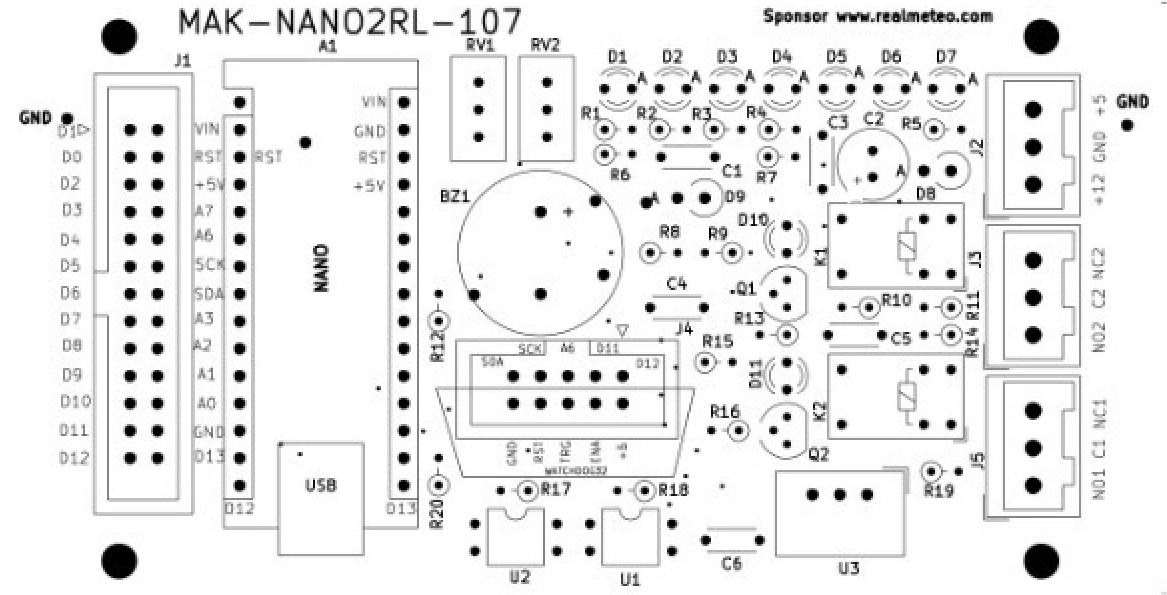 MAK-NANO2RL-107
Sponsor www.realmeteo.com
A1
J1
RV1 RV2
D1 D2 D3 D4 D5 D6 D7
A A A A A A A
GND
D1
D0
D2
D3
D4
D5
D6
D7
D8
D9
D10
D11
D12
VIN
RST
+5V
A7
A6
SCK
SDA
A3
A2
A1
A0
GND
D13
RST
VIN
GND
RST
+5V
NANO
USB
D12 D13
R12
R20
BZ1
+
R1 R2 R3 R4
R6
C1
R7
C3 C2
+
R5
A
D8
A D9
D10
R8 R9
K1
C4
Q1
R13
R10
R11
R14
C5
J4
SCK A6 D11
SDA D12
GND
RST
TRG
ENA
+5
WATCHDOG32
R15
D11
K2
R16
Q2
R17 R18
U2 U1
C6
U3
R19
J2
+5
GND
+12
GND
J3
NC2
C2
NO2
J5
NC1
C1
NO1